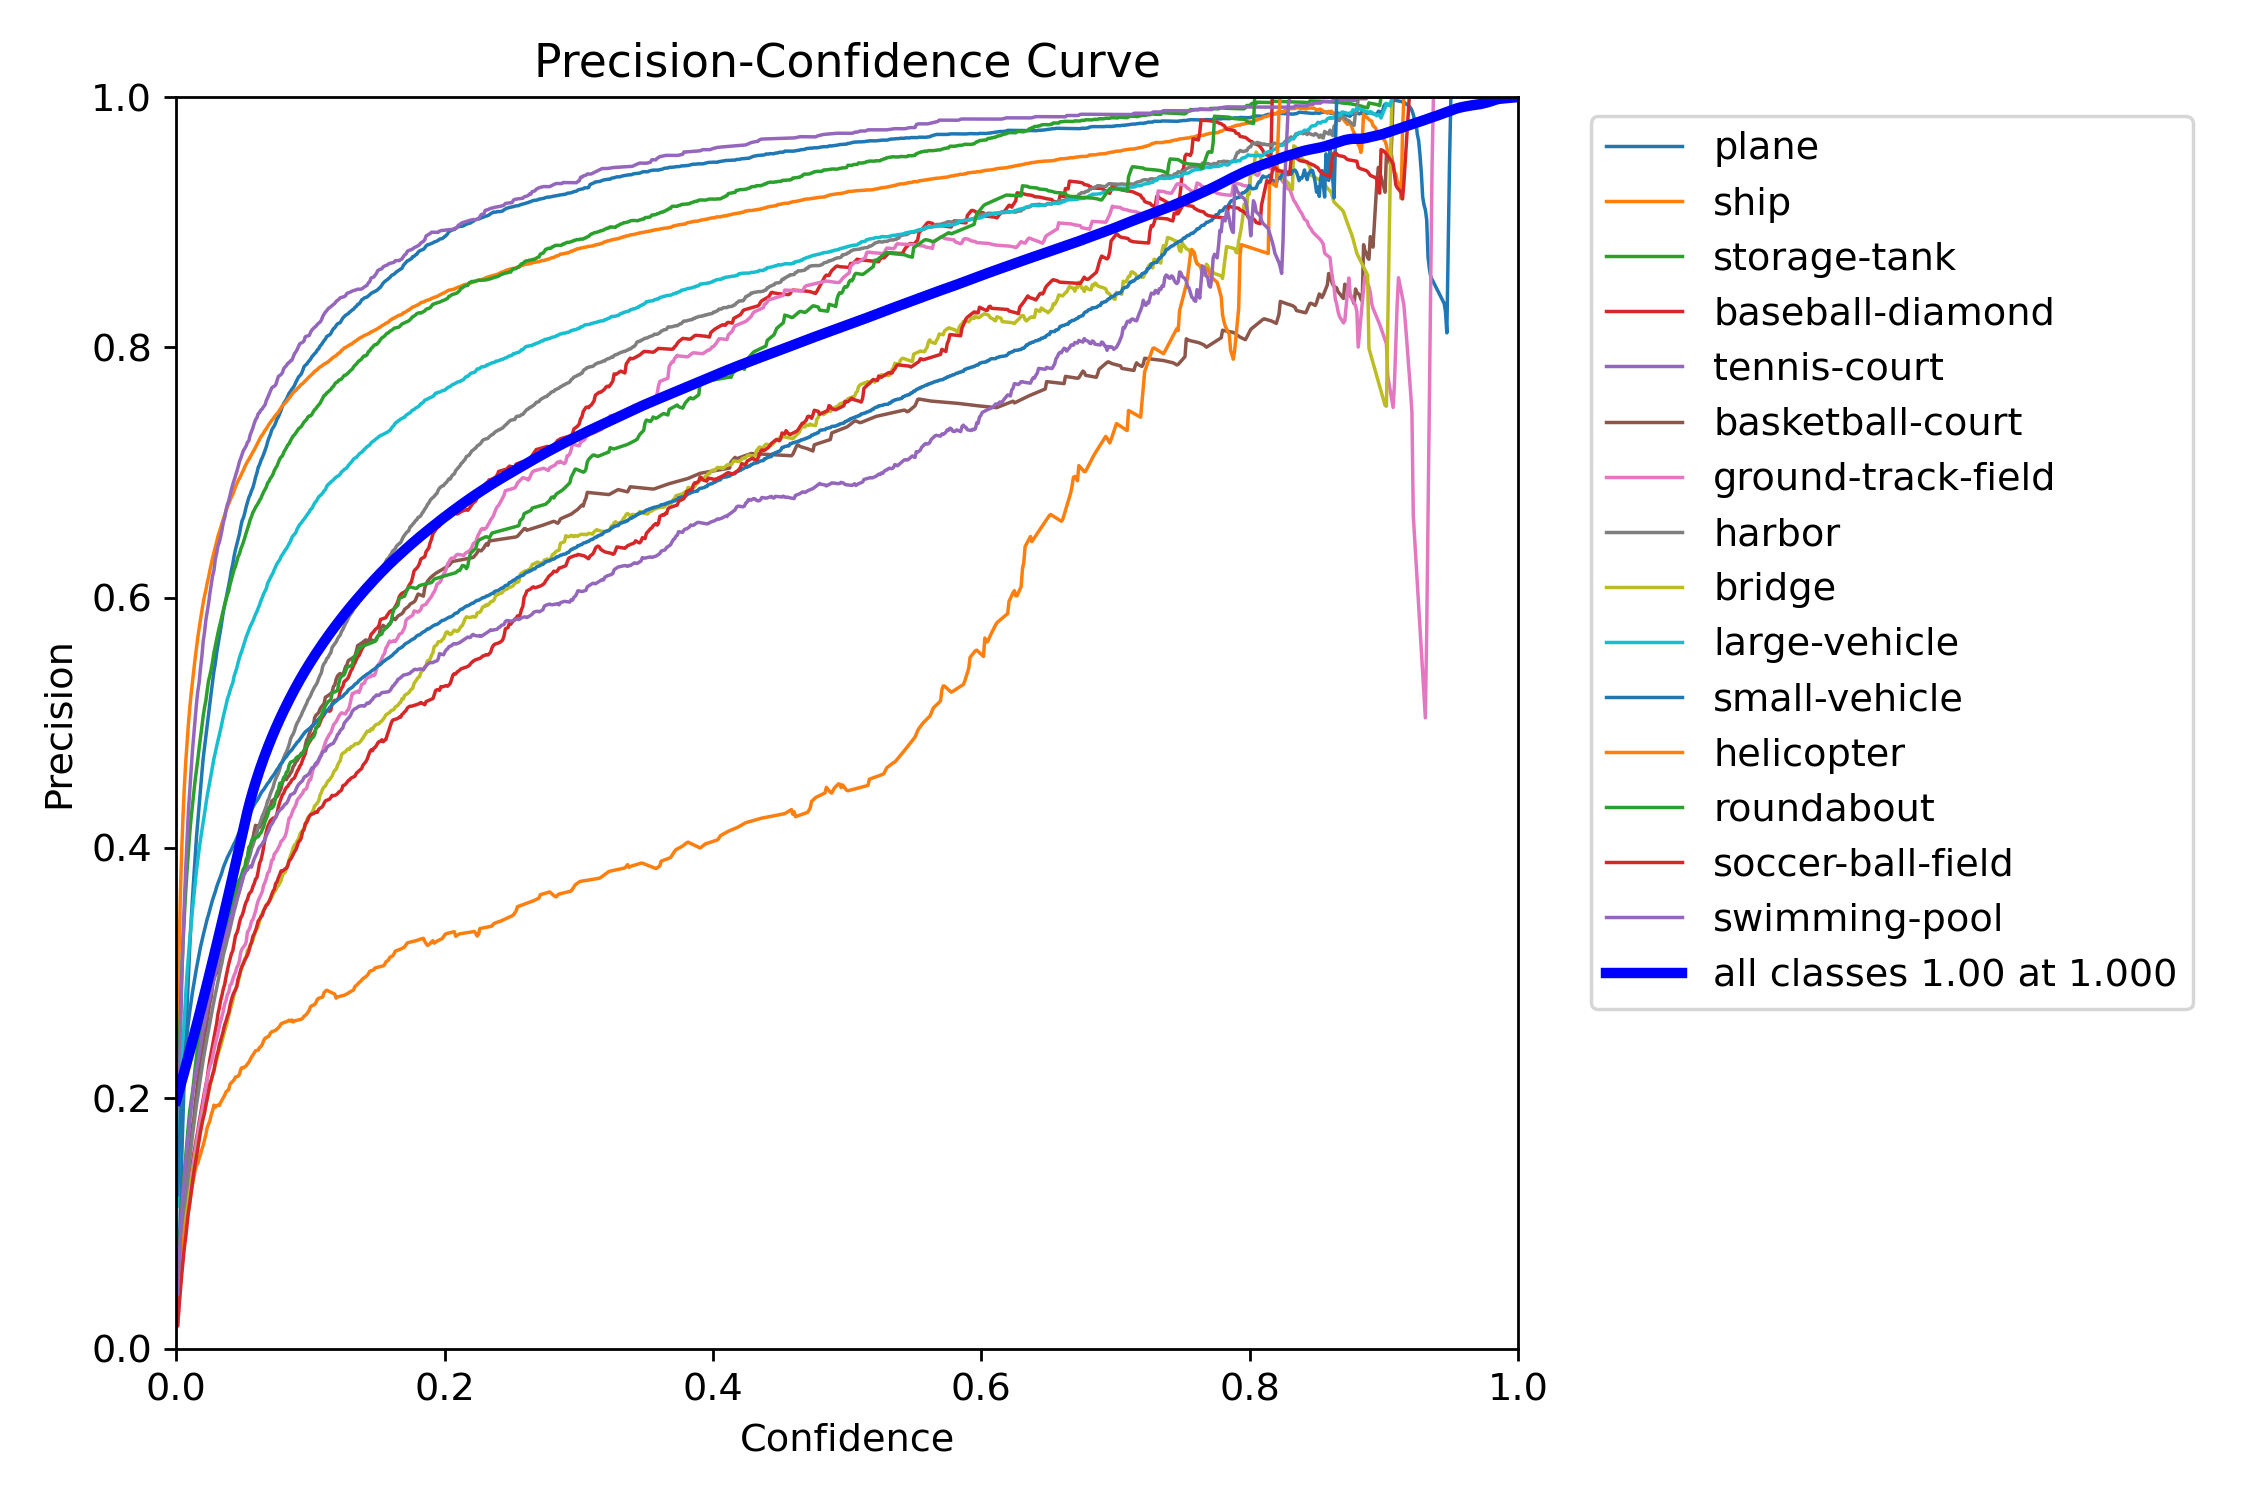 Precision-Confidence Curve
1.0
0.8
0.6
0.4
0.2
0.0
Precision
0.0 0.2 0.4 0.6 0.8 1.0
Confidence
plane
ship
storage-tank
baseball-diamond
tennis-court
basketball-court
ground-track-field
harbor
bridge
large-vehicle
small-vehicle
helicopter
roundabout
soccer-ball-field
swimming-pool
all classes 1.00 at 1.000